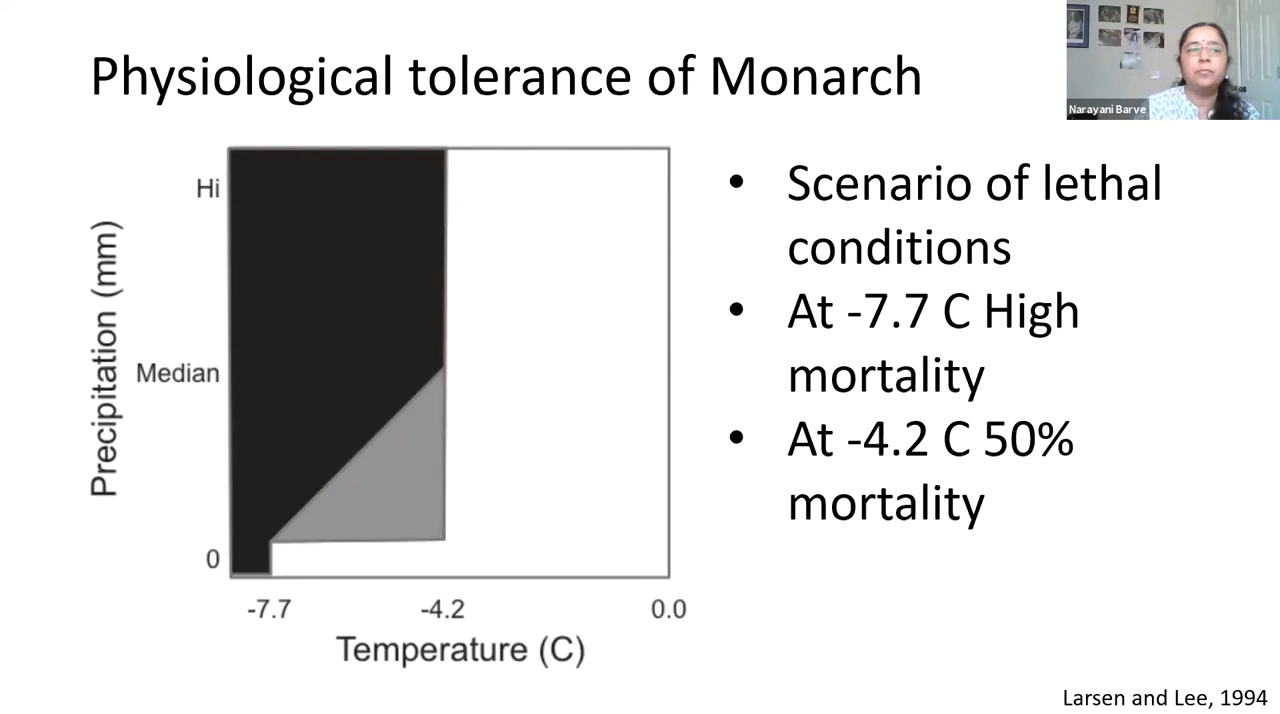 Physiological tolerance of Monarch
Narayani Barve
Precipitation (mm)
Hi
Median
0
-7.7
-4.2
0.0
Temperature (C)
• Scenario of lethal
conditions
• At -7.7 C High
mortality
• At -4.2 C 50%
mortality
Larsen and Lee, 1994